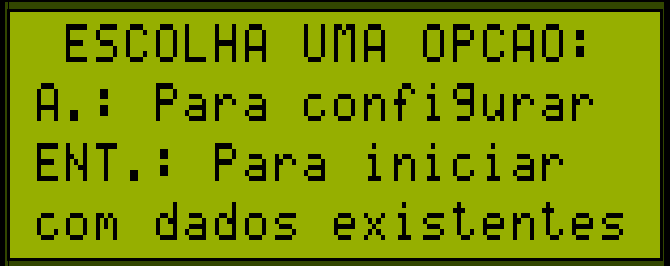 ESCOLHA UMA OPCAO:
A.: Para configurar
ENT.: Para iniciar
com dados existentes